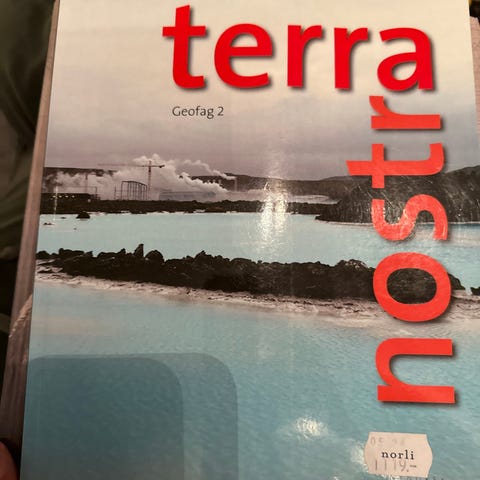 terra
nostra
Geofag 2
norli
1119.-